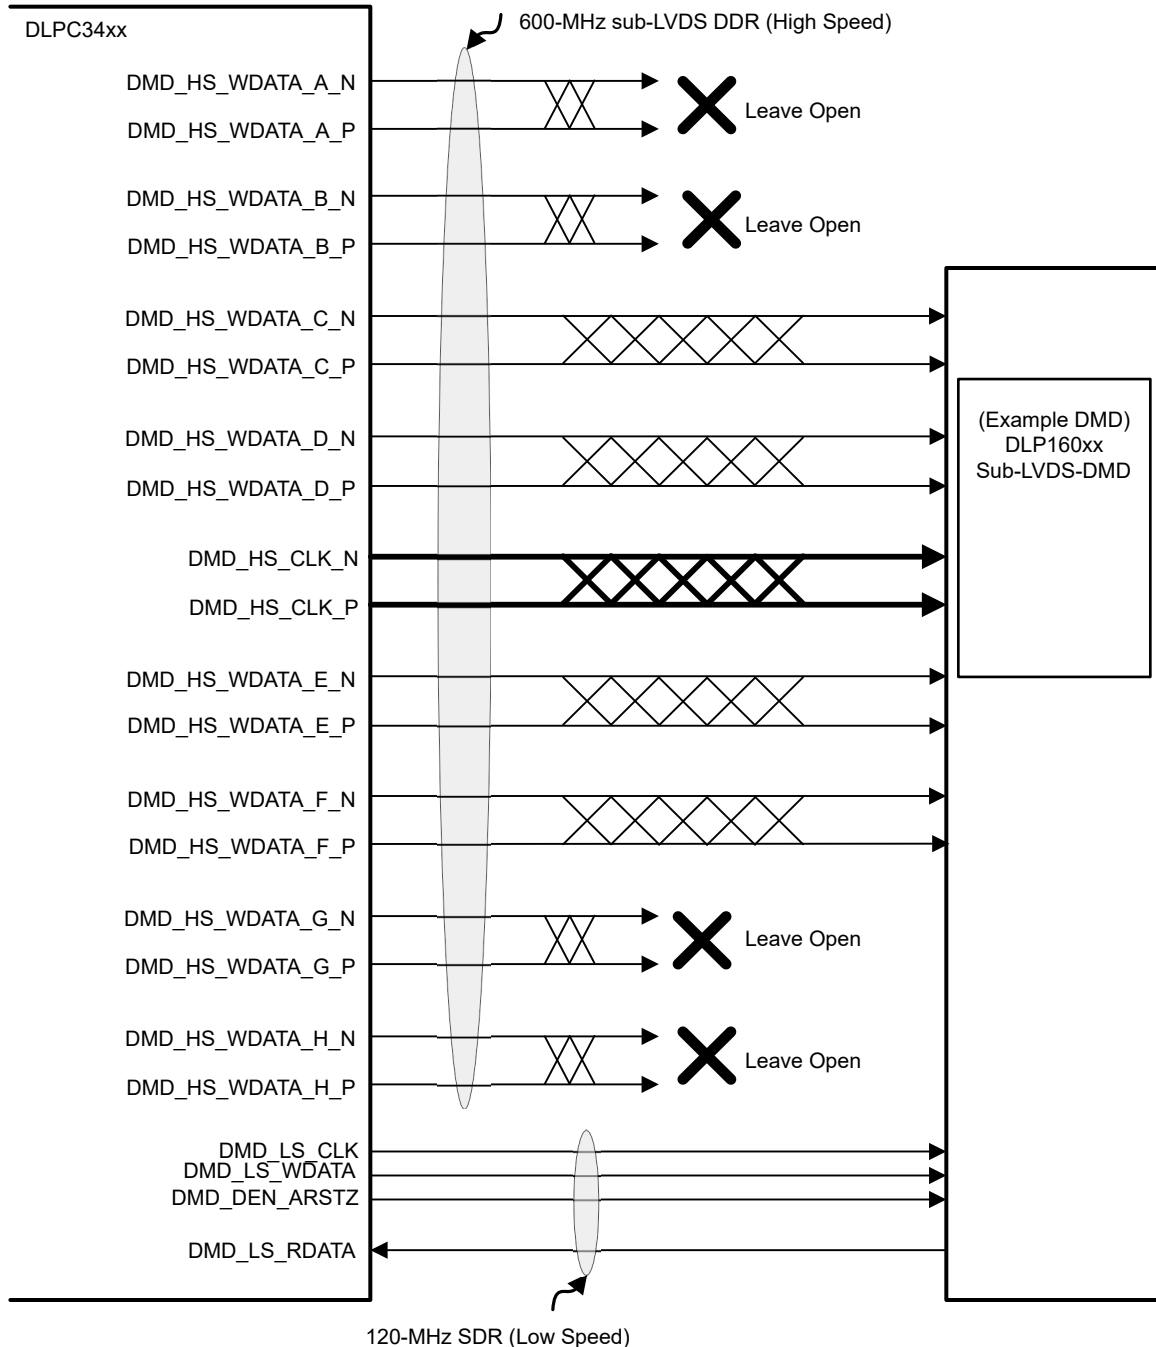 600-MHz sub-LVDS DDR (High Speed)
DLPC34xx
DMD_HS_WDATA_A_N
Leave Open
DMD_HS_WDATA_A_P
DMD_HS_WDATA_B_N
Leave Open
DMD_HS_WDATA_B_P
DMD_HS_WDATA_C_N
DMD_HS_WDATA_C_P
(Example DMD)
DLP160xx
Sub-LVDS-DMD
DMD_HS_WDATA_D_N
DMD_HS_WDATA_D_P
DMD_HS_CLK_N
DMD_HS_CLK_P
DMD_HS_WDATA_E_N
DMD_HS_WDATA_E_P
DMD_HS_WDATA_F_N
DMD_HS_WDATA_F_P
DMD_HS_WDATA_G_N
Leave Open
DMD_HS_WDATA_G_P
DMD_HS_WDATA_H_N
Leave Open
DMD_HS_WDATA_H_P
DMD_LS_CLK
DMD_LS_WDATA
DMD_DEN_ARSTZ
DMD_LS_RDATA
120-MHz SDR (Low Speed)